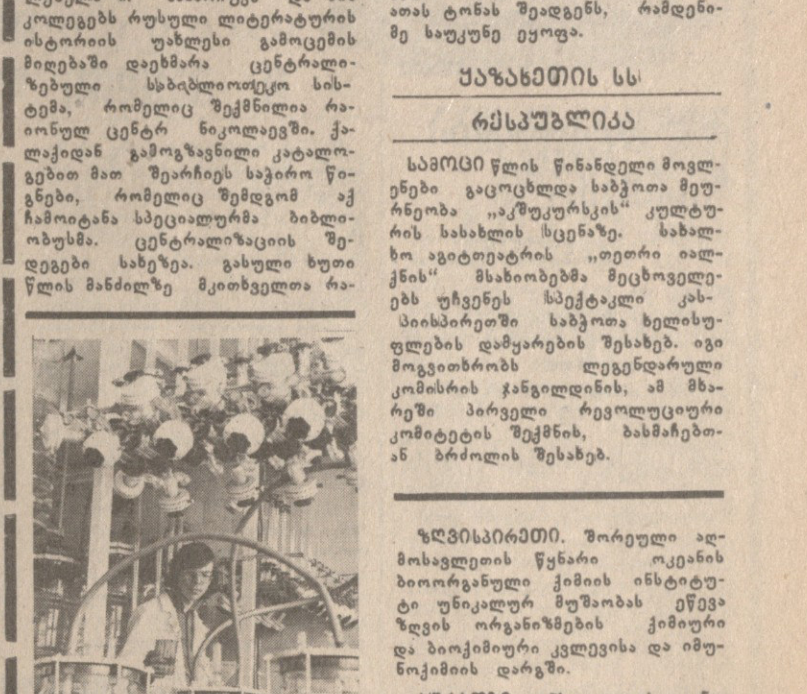 კოლეგებს რუსული ლიტერატურის
ისტორიის უახლესი გამოცემის
მიღებაში დაეხმარა ცენტრალი-
ზებული საბიბლიოთეკო სის-
ტემა, რომელიც შექმნილია რა-
იონულ ცენტრ ნიკოლაევში. ქა-
ლაქიდან გამოგზავნილი კატალო-
გებით მათ შეარჩიეს საჭირო წი-
გნები, რომელიც შემდგომ აქ
ჩამოიტანა სპეციალურმა ბიბლი-
ობუსმა. ცენტრალიზაციის შე-
დეგები სახეზეა. გასული ხუთი
წლის მანძილზე მკითხველთა რა-
ათას ტონას შეადგენს, რამდენი-
მე საუკუნე ეყოფა.
ყაზახეთის სს
რესპუბლიკა
სამოცი წლის წინანდელი მოვლ-
ენები გაცოცხლდა საბჭოთა მეუ-
რნეობა „აკშუკურსკის“ კულტუ-
რის სასახლის სცენაზე. სახალ-
ხო აგიტთეატრის „თეთრი იალ-
ქნის“ მსახიობებმა მეცხოველე-
ებს უჩვენეს სპექტაკლი კას-
პიისპირეთში საბჭოთა ხელისუ-
ფლების დამყარების შესახებ. იგი
მოგვითხრობს ლეგენდარული
კომისრის ჯანგილდინის, ამ მხა-
რეში პირველი რევოლუციური
კომიტეტის შექმნის, ბასმაჩებთ-
ან ბრძოლის შესახებ.
ზღვისპირეთი. შორეული აღ-
მოსავლეთის წყნარი ოკეანის
ბიოორგანული ქიმიის ინსტიტუ-
ტი უნიკალურ მუშაობას ეწევა
ზღვის ორგანიზმების ქიმიური
და ბიოქიმიური კვლევისა და იმუ-
ნოქიმიის დარგში.